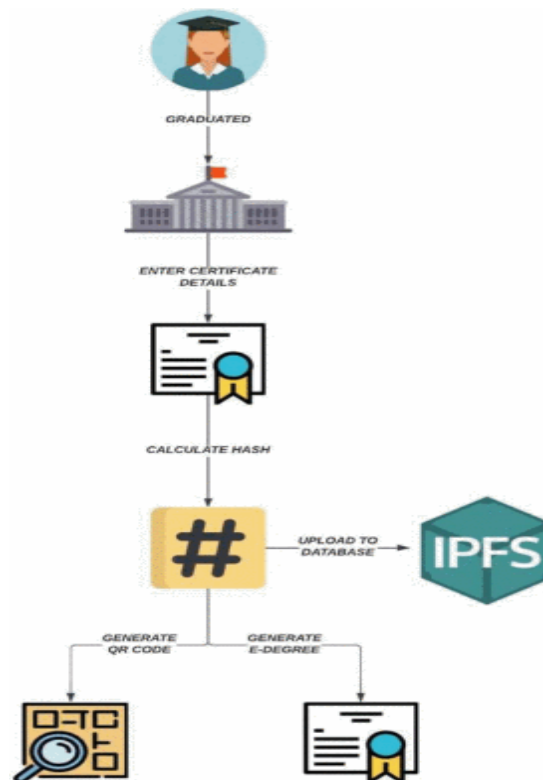 GRADUATED
ENTER CERTIFICATE
DETAILS
CALCULATE HASH
#
UPLOAD TO
DATABASE
IPFS
GENERATE
QR CODE
GENERATE
E-DEGREE